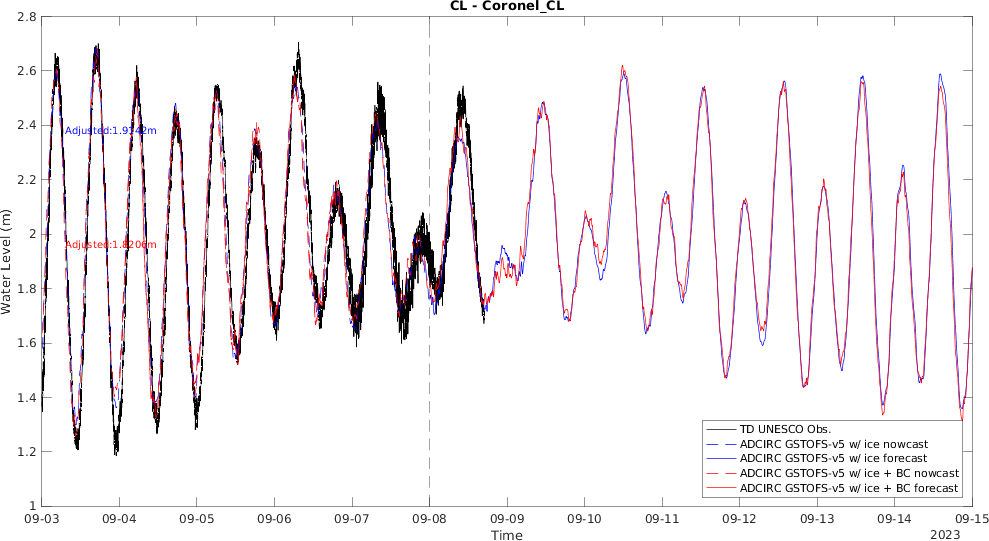 CL - Coronel_CL
2.8
2.6
2.4
2.2
2
1.8
1.6
1.4
1.2
1
Water Level (m)
Adjusted:1.9342m
Adjusted:1.8206m
TD UNESCO Obs.
ADCIRC GSTOFS-v5 w/ ice nowcast
ADCIRC GSTOFS-v5 w/ ice forecast
ADCIRC GSTOFS-v5 w/ ice + BC nowcast
ADCIRC GSTOFS-v5 w/ ice + BC forecast
09-03 09-04 09-05 09-06 09-07 09-08 09-09 09-10 09-11 09-12 09-13 09-14 09-15
Time
2023